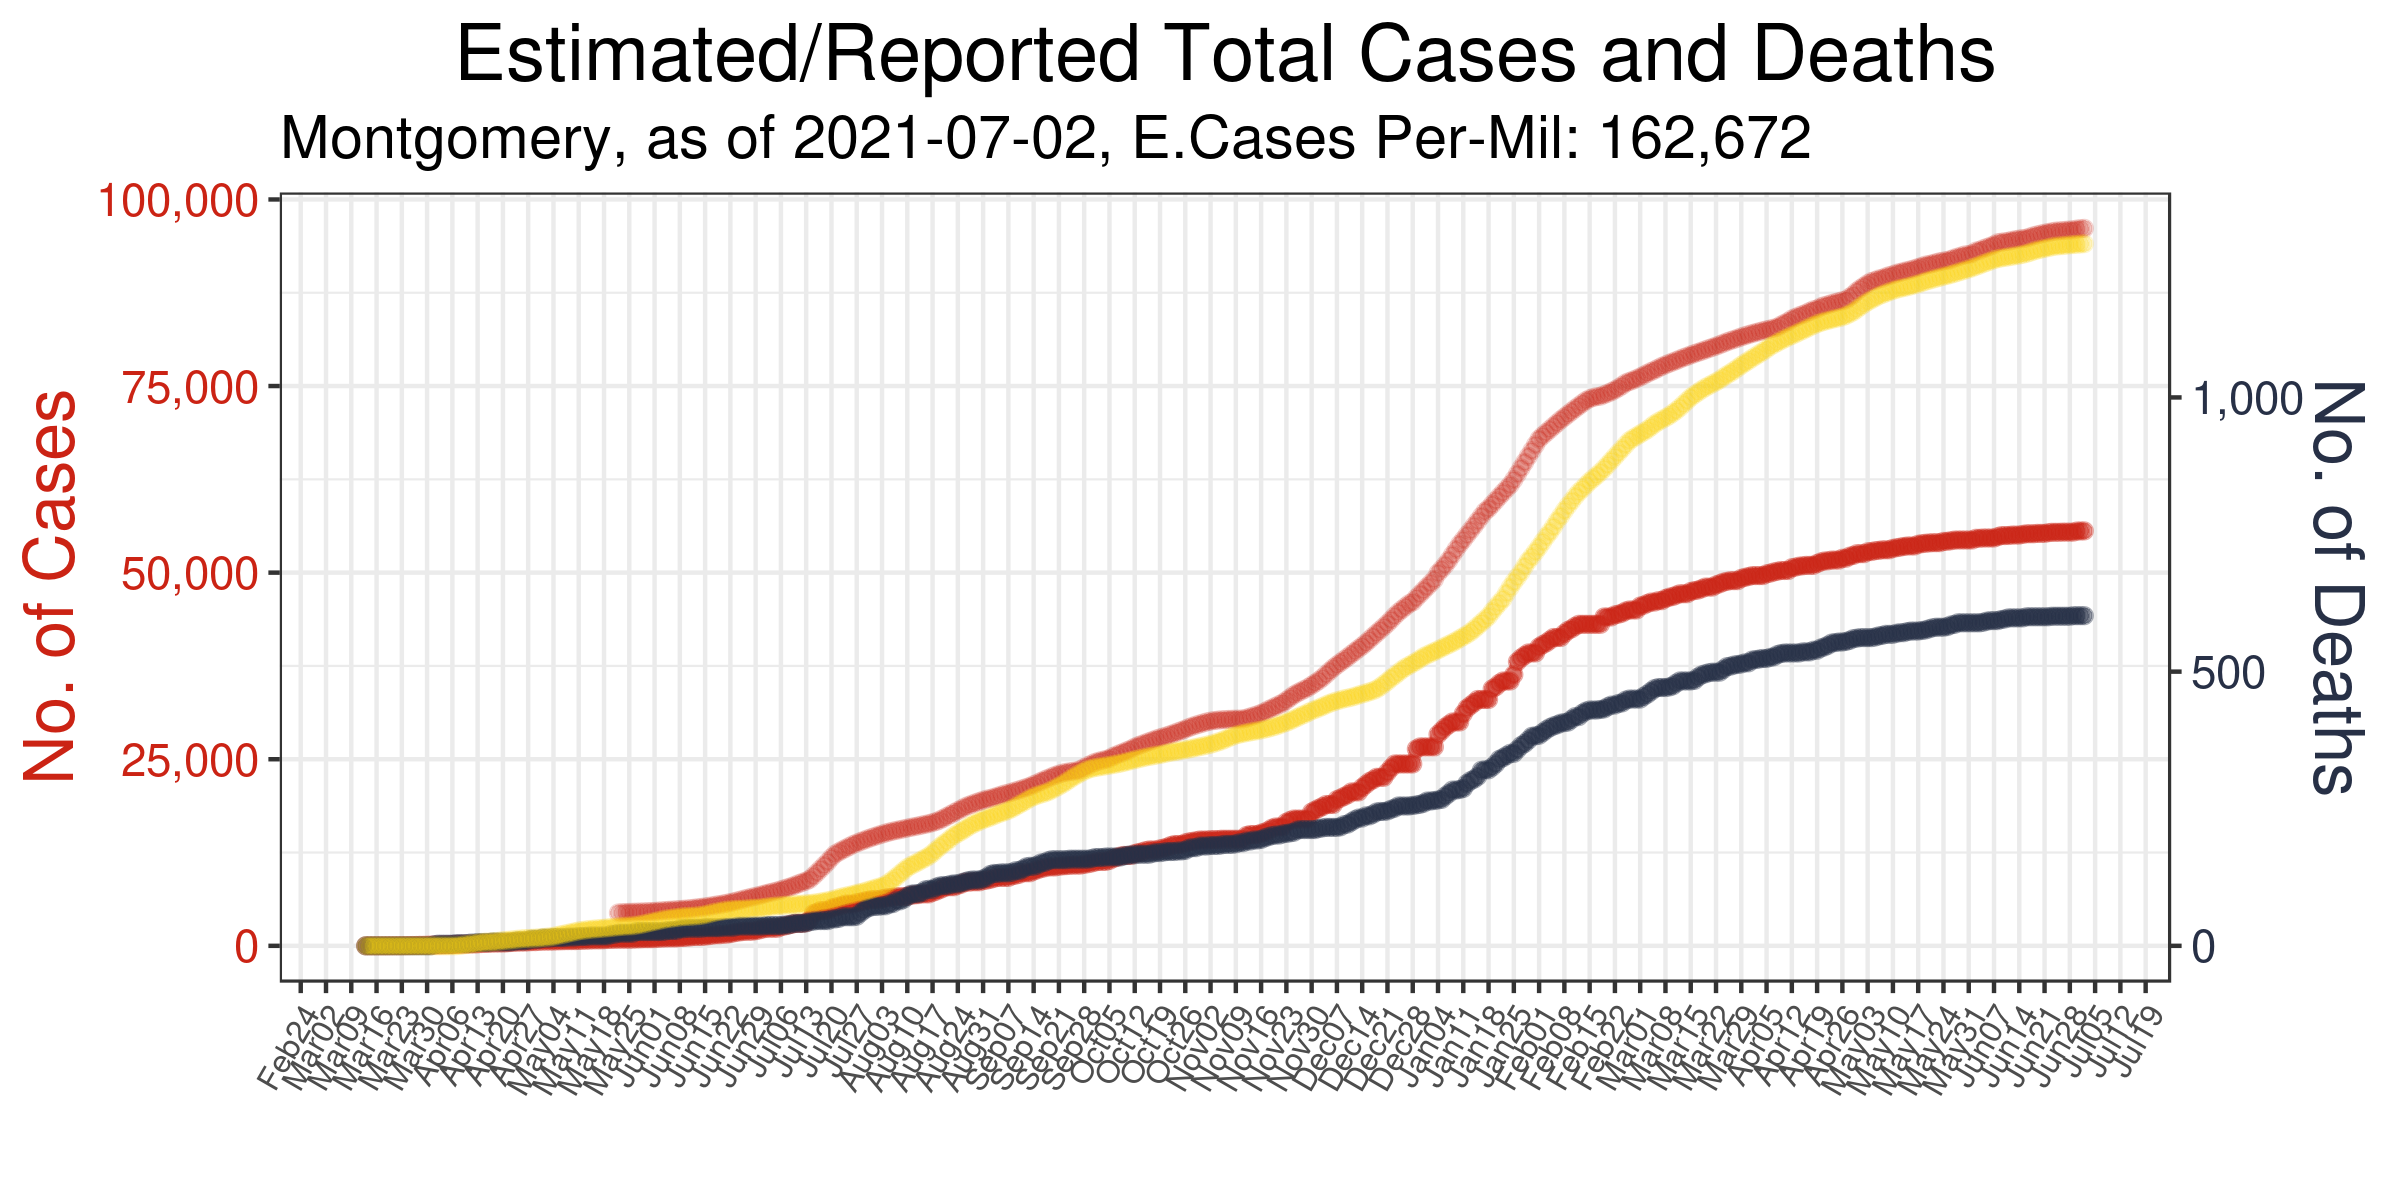 Estimated/Reported Total Cases and Deaths
Montgomery, as of 2021-07-02, E.Cases Per-Mil: 162,672
No. of Cases
100,000
75,000
50,000
25,000
0
No. of Deaths
1,000
500
0
Feb24
Mar02
Mar09
Mar16
Mar23
Mar30
Apr06
Apr13
Apr20
Apr27
May04
May11
May18
May25
Jun01
Jun08
Jun15
Jun22
Jun29
Jul06
Jul13
Jul20
Jul27
Aug03
Aug10
Aug17
Aug24
Aug31
Sep07
Sep14
Sep21
Sep28
Oct05
Oct12
Oct19
Oct26
Nov02
Nov09
Nov16
Nov23
Nov30
Dec07
Dec14
Dec21
Dec28
Jan04
Jan11
Jan18
Jan25
Feb01
Feb08
Feb15
Feb22
Mar01
Mar08
Mar15
Mar22
Mar29
Apr05
Apr12
Apr19
Apr26
May03
May10
May17
May24
May31
Jun07
Jun14
Jun21
Jun28
Jul05
Jul12
Jul19